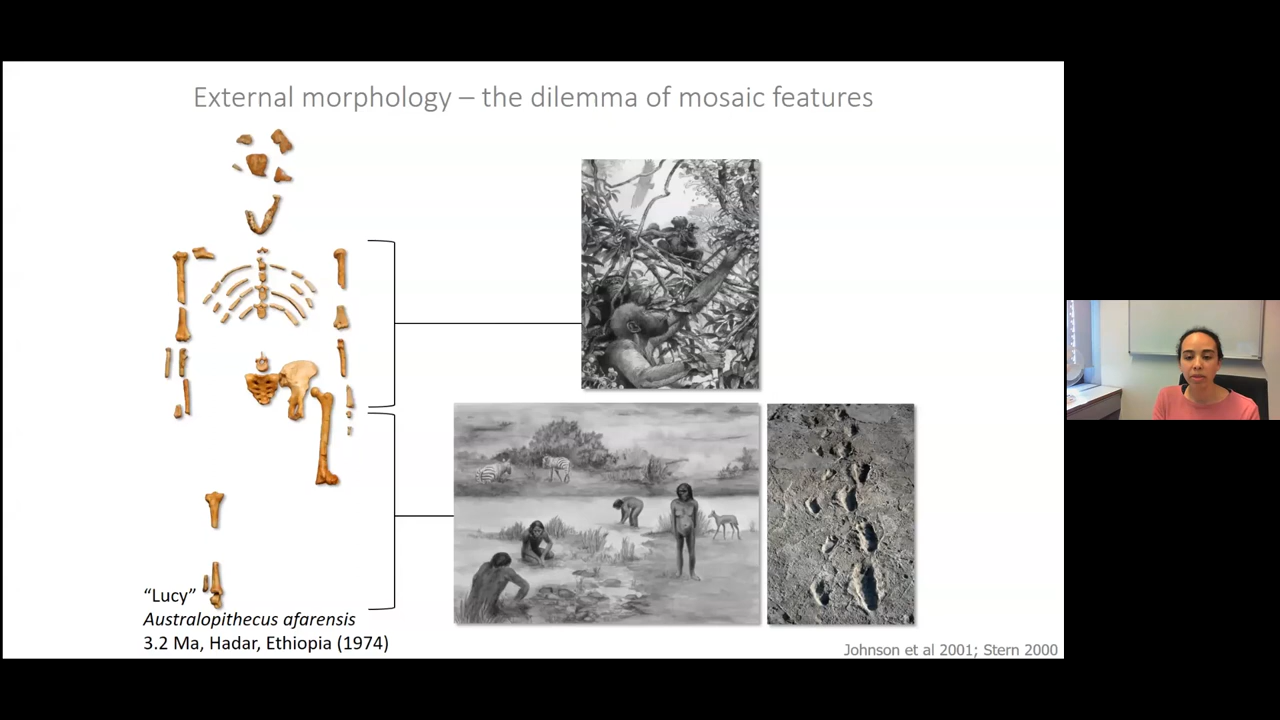 External morphology – the dilemma of mosaic features
“Lucy”
Australopithecus afarensis
3.2 Ma, Hadar, Ethiopia (1974)
Johnson et al 2001; Stern 2000